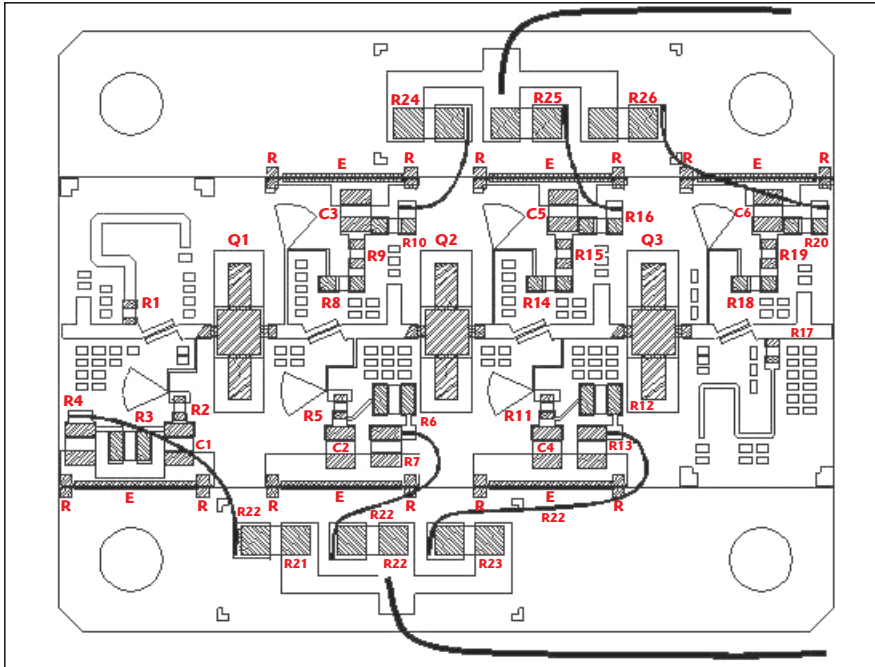 R24 R25 R26
R E R R E R R E R
C3 R10 C5 R16 C6 R20
Q1 Q2 Q3
R9 R15 R19
R1 R8 R14 R18
R17
R4 R3 R2 R5 R6 R11 R12
C1 C2 R7 C4 R13
R E R E R E R
R22 R22 R22
R21 R22 R23